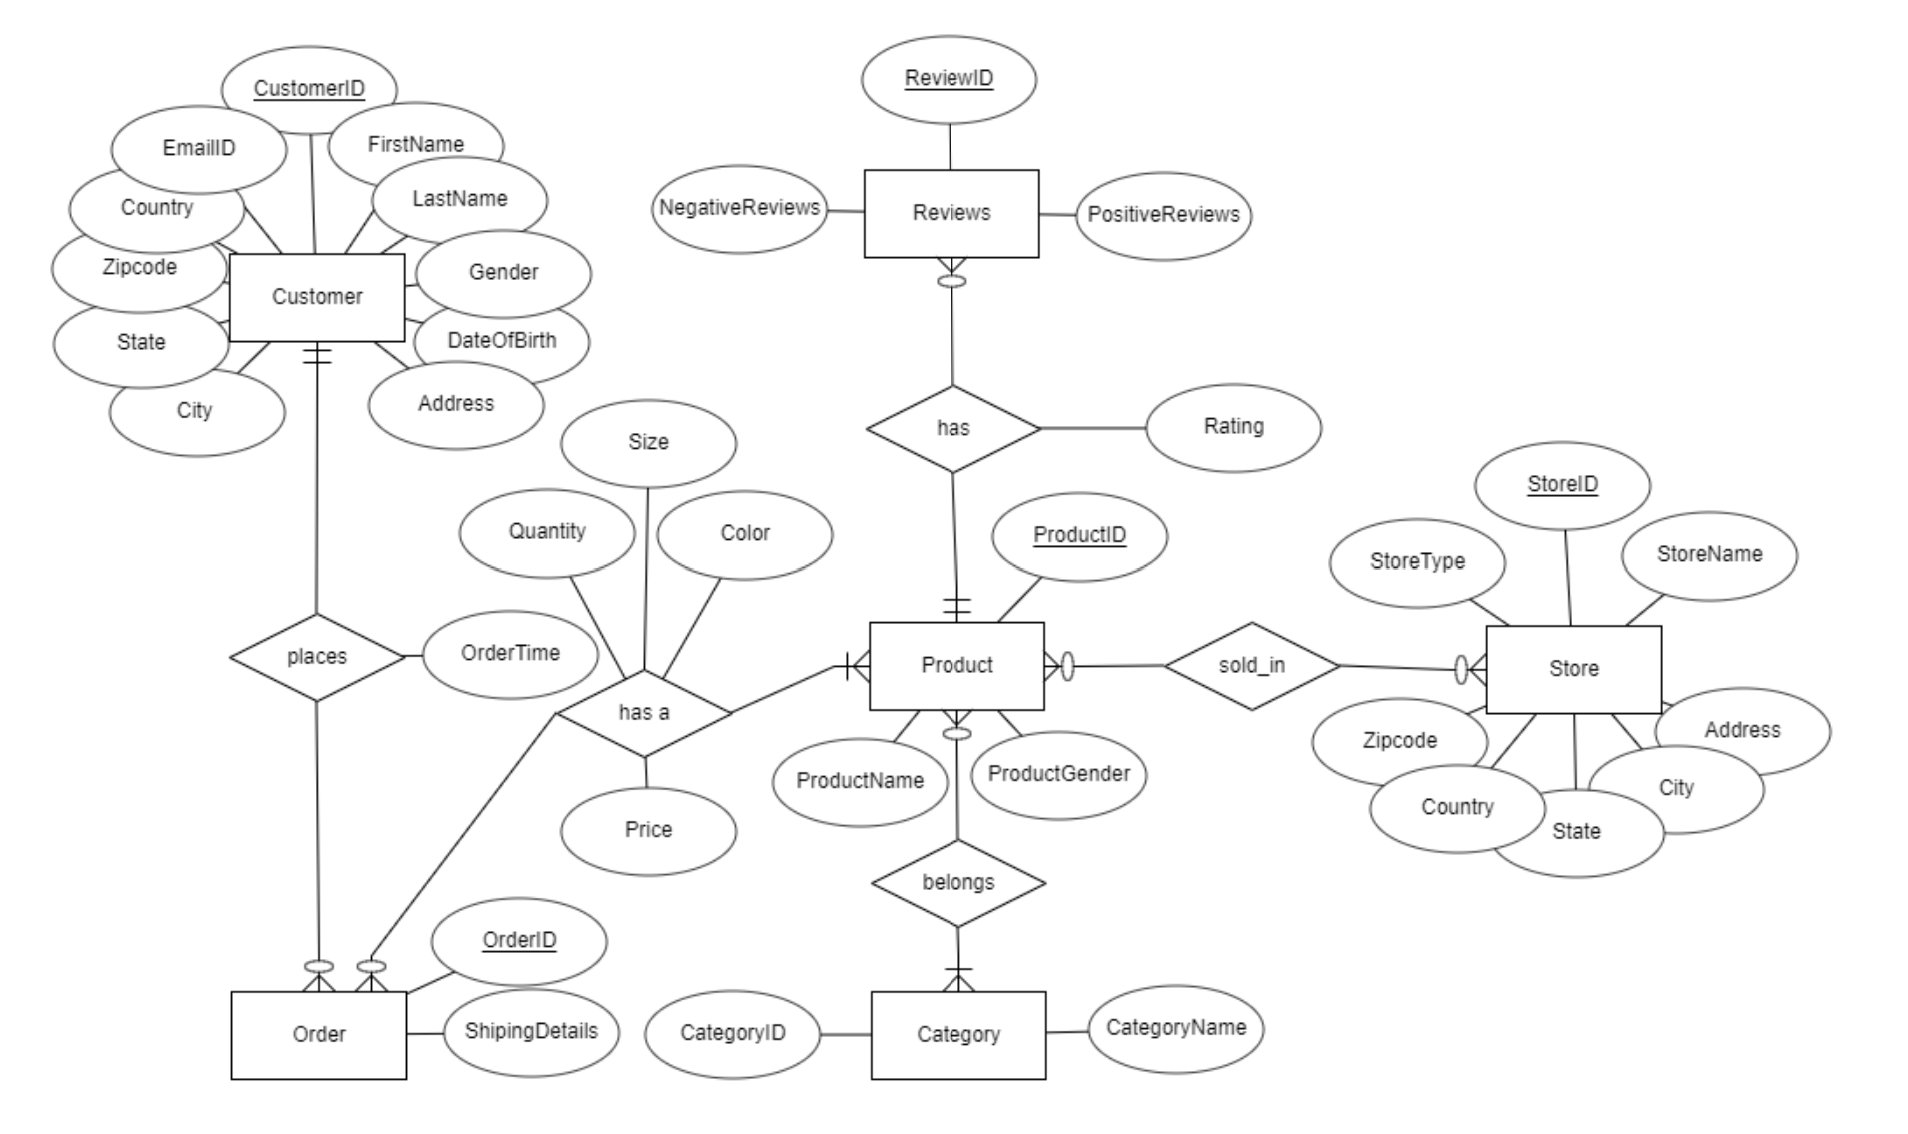 CustomerID
EmailID
FirstName
Country
LastName
Zipcode
Customer
Gender
State
DateOfBirth
City
Address
ReviewID
NegativeReviews
Reviews
PositiveReviews
has
Rating
Size
Quantity
Color
ProductID
StoreID
StoreType
StoreName
places
OrderTime
has a
Product
sold_in
Store
Price
ProductName
ProductGender
Zipcode
Address
Country
City
State
belongs
OrderID
Order
ShipingDetails
CategoryID
Category
CategoryName